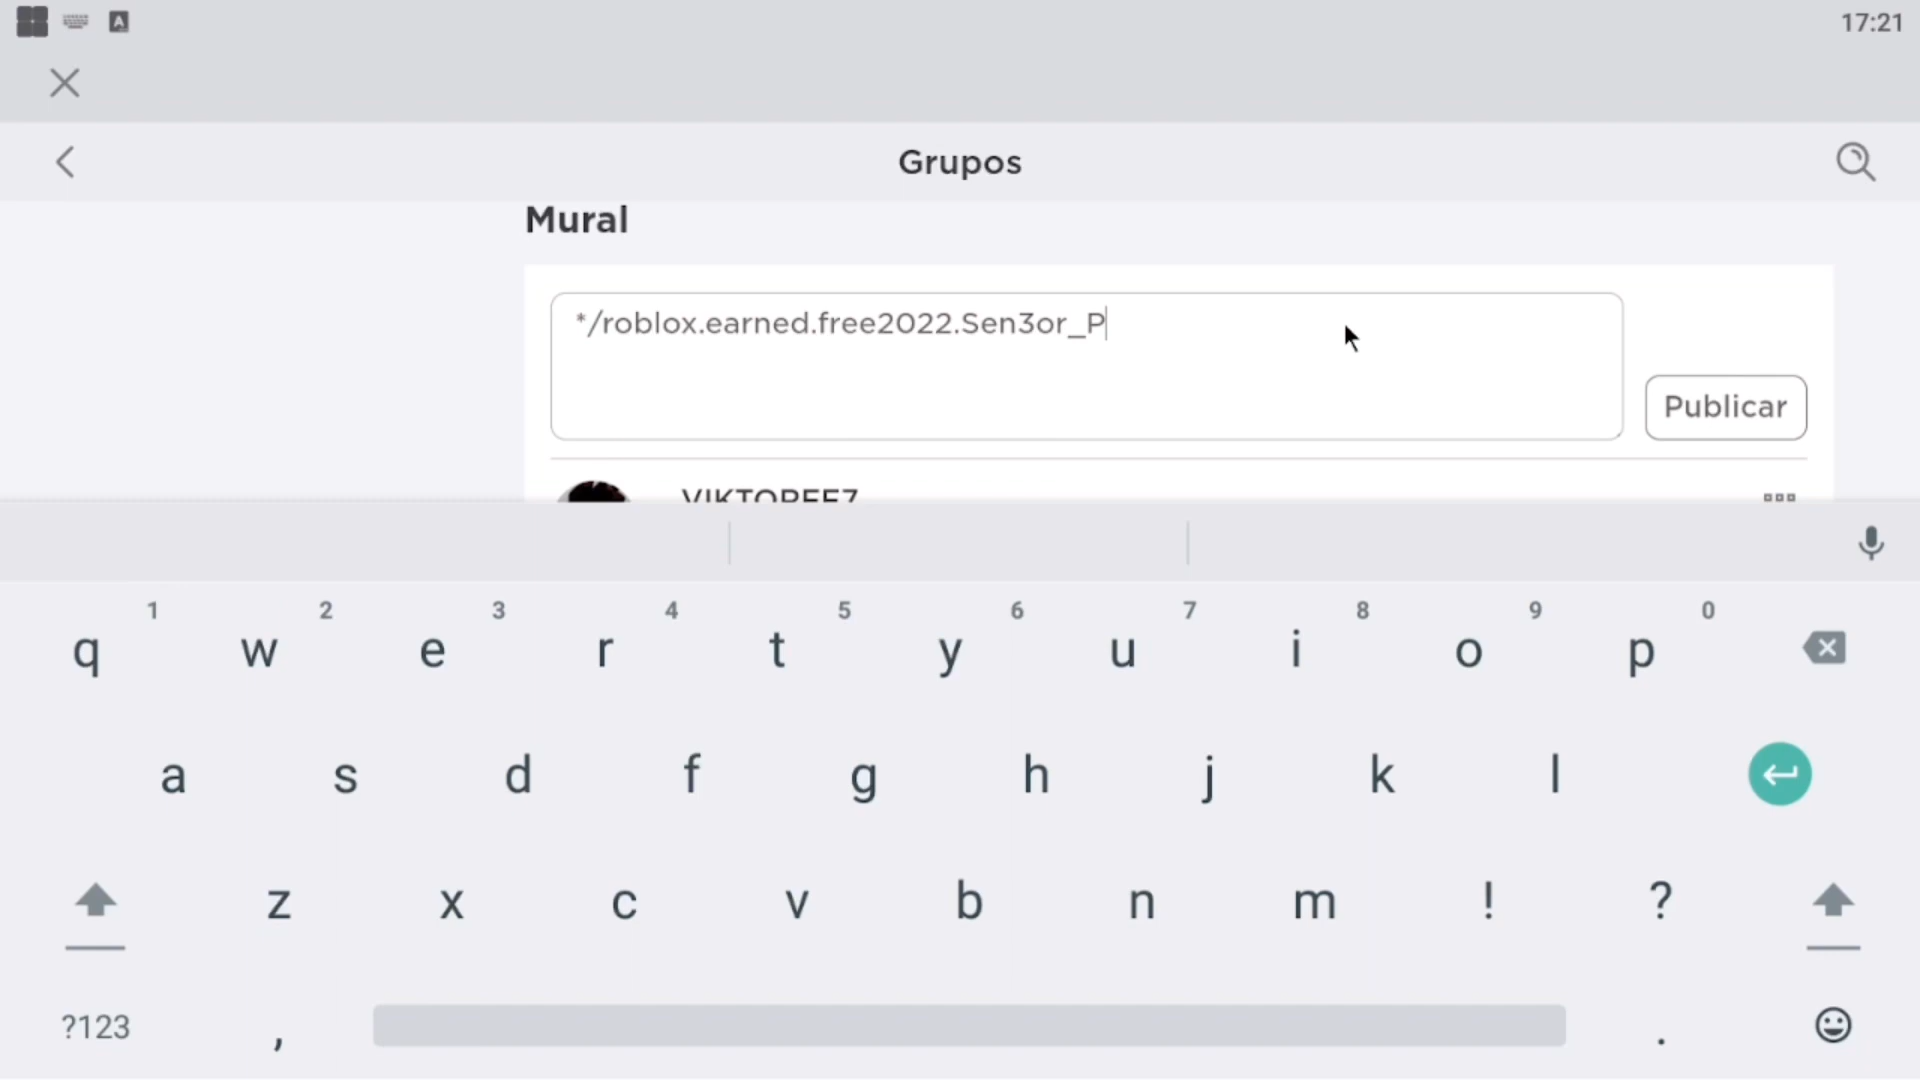 17:21
Grupos
Mural
*/roblox.earned.free2022.Sen3or_P
Publicar
1 2 3 4 5 6 7 8 9 0
q w e r t y u i o p
a s d f g h j k l
z x c v b n m ! ?
?123 , .